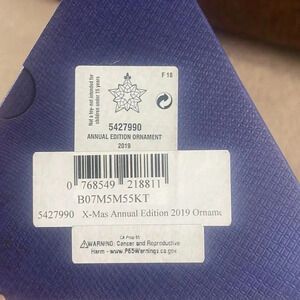 F 18
Not a toy-not intended for
children under 15 years
5427990
ANNUAL EDITION ORNAMENT
2019
0 768549 218811
B07M5M55KT
5427990 X-Mas Annual Edition 2019 Orname
CA Prop 65
WARNING: Cancer and Reproductive
Harm - www.P65Warnings.ca.gov